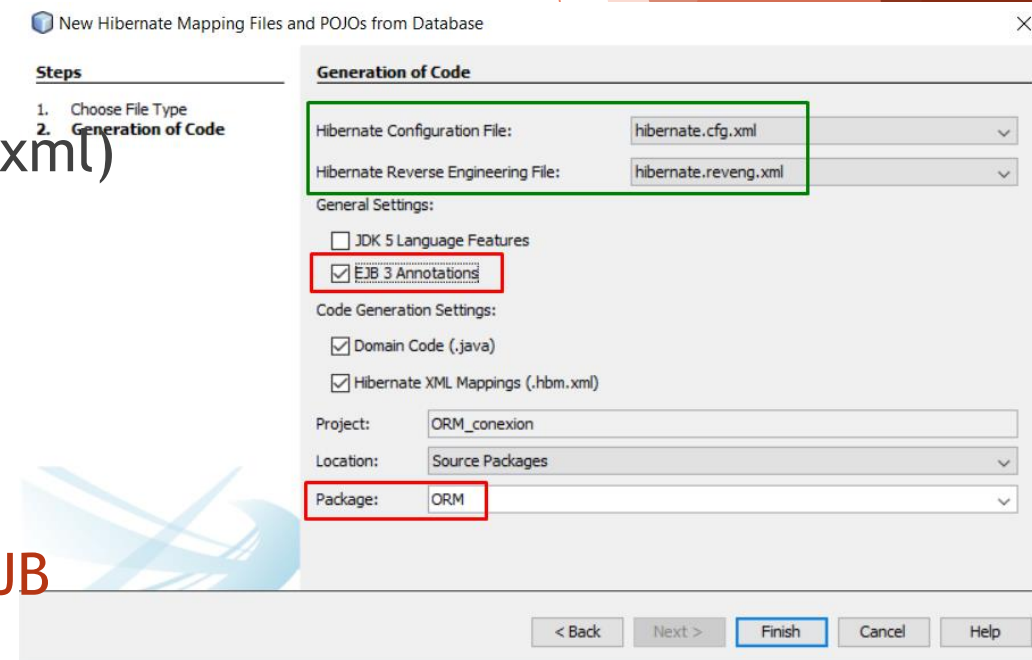 New Hibernate Mapping Files and POJOs from Database
Steps
1. Choose File Type
2. Generation of Code
xml)
JB
Generation of Code
Hibernate Configuration File: hibernate.cfg.xml
Hibernate Reverse Engineering File: hibernate.reveng.xml
General Settings:
JDK 5 Language Features
EJB 3 Annotations
Code Generation Settings:
Domain Code (.java)
Hibernate XML Mappings (.hbm.xml)
Project: ORM_conexion
Location: Source Packages
Package: ORM
< Back Next > Finish Cancel Help